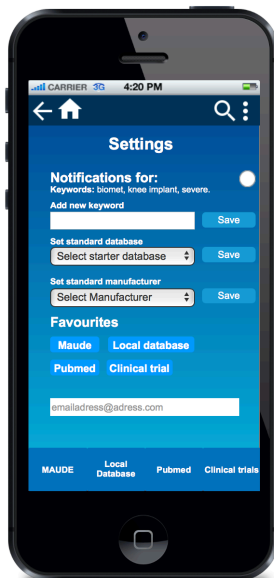 CARRIER 3G 4:20 PM
Settings
Notifications for:
Keywords: biomet, knee implant, severe.
Add new keyword
Save
Set standard database
Select starter database Save
Set standard manufacturer
Select Manufacturer Save
Favourites
Maude Local database
Pubmed Clinical trial
emailadress@adress.com
MAUDE Local Database Pubmed Clinical trials